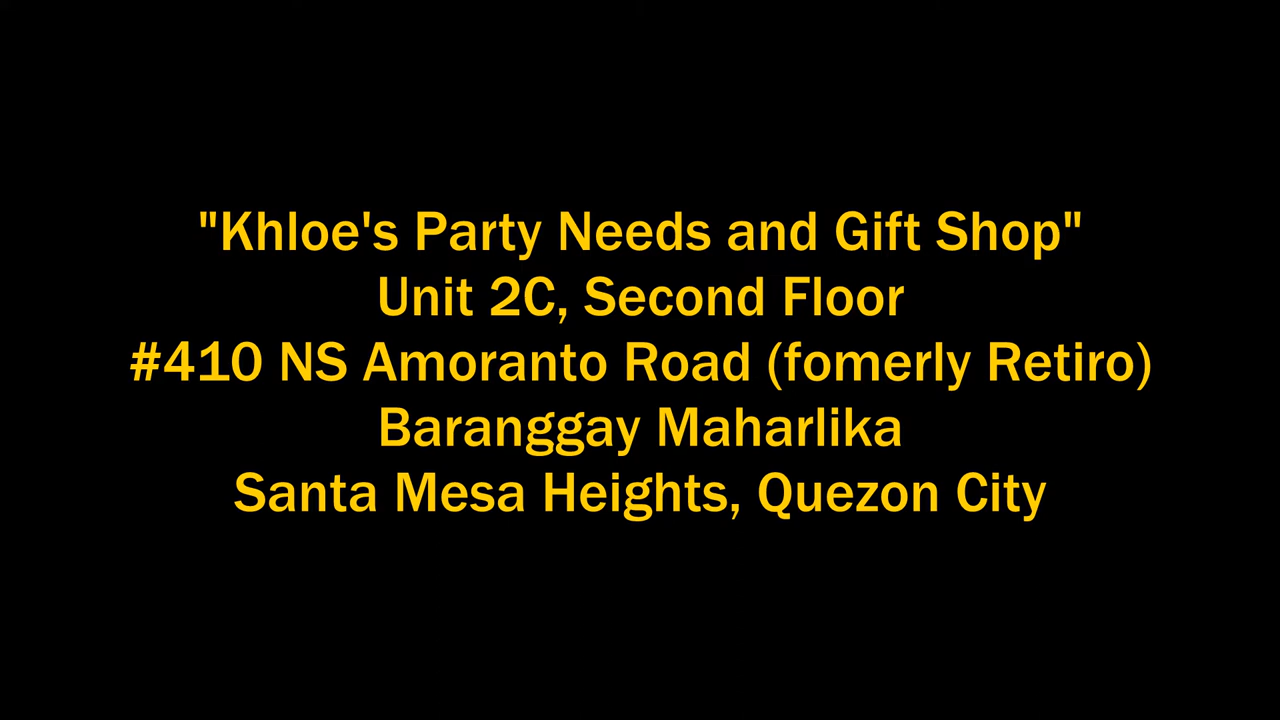 "Khloe's Party Needs and Gift Shop"
Unit 2C, Second Floor
#410 NS Amoranto Road (fomerly Retiro)
Baranggay Maharlika
Santa Mesa Heights, Quezon City